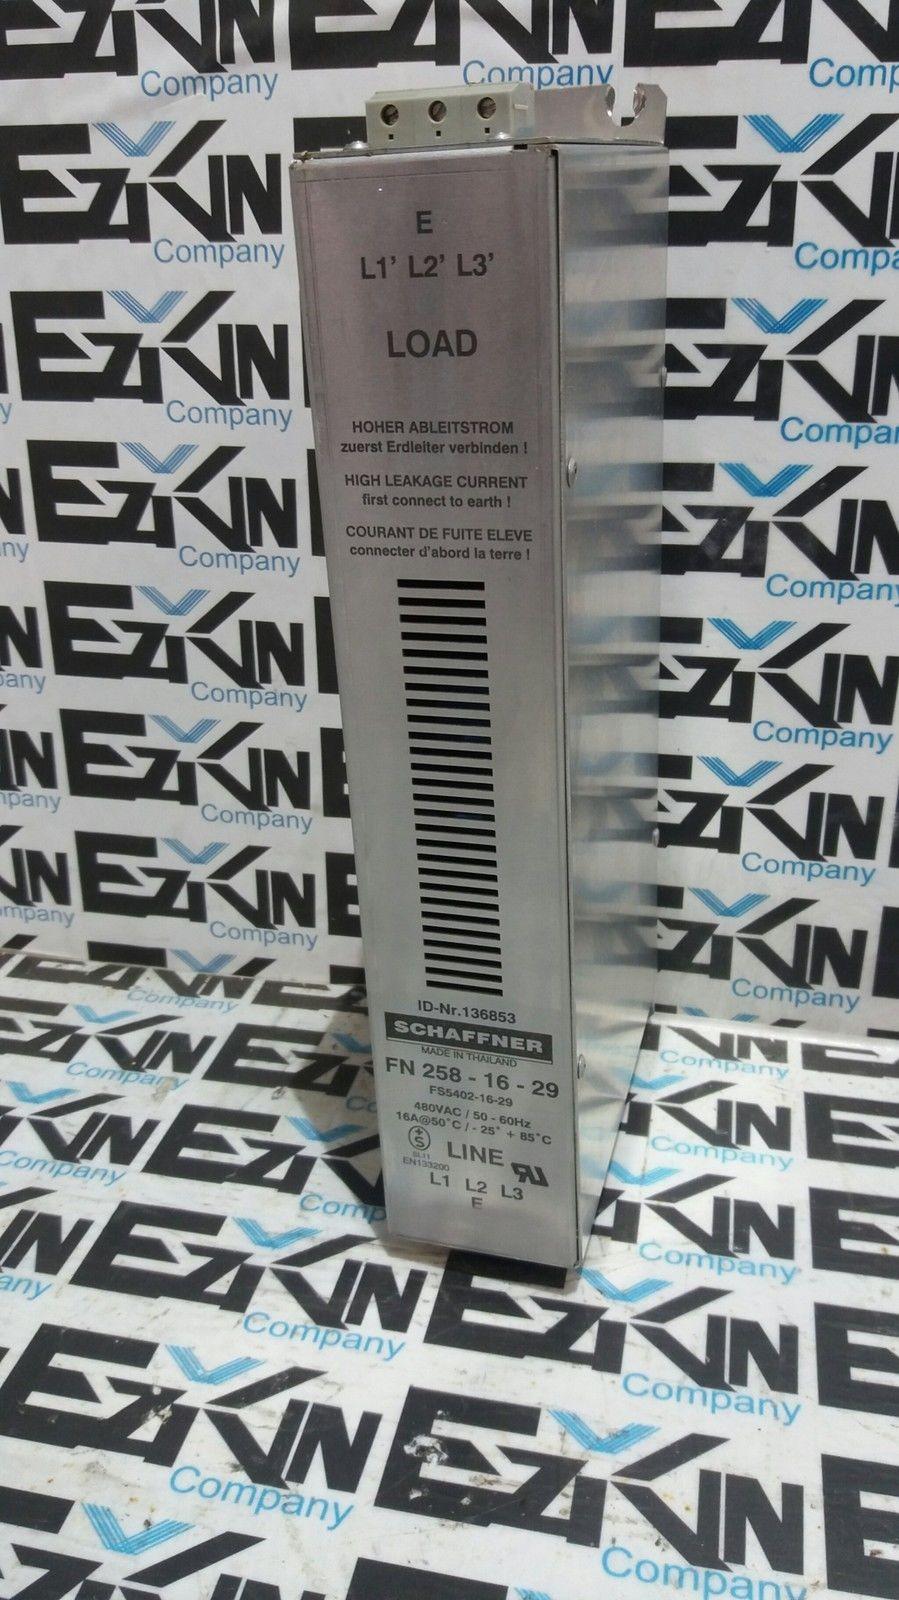 E
L1' L2' L3'
LOAD
HOHER ABLEITSTROM
zuerst Erdleiter verbinden !
HIGH LEAKAGE CURRENT
first connect to earth !
COURANT DE FUITE ELEVE
connecter d'abord la terre !
ID-Nr.136853
SCHAFFNER
MADE IN THAILAND
FN 258 - 16 - 29
FS5402-16-29
480VAC / 50 - 60Hz
16A@50°C / - 25° + 85°C
LINE
EN133200
L1 L2 L3
E
EZKIN
Company